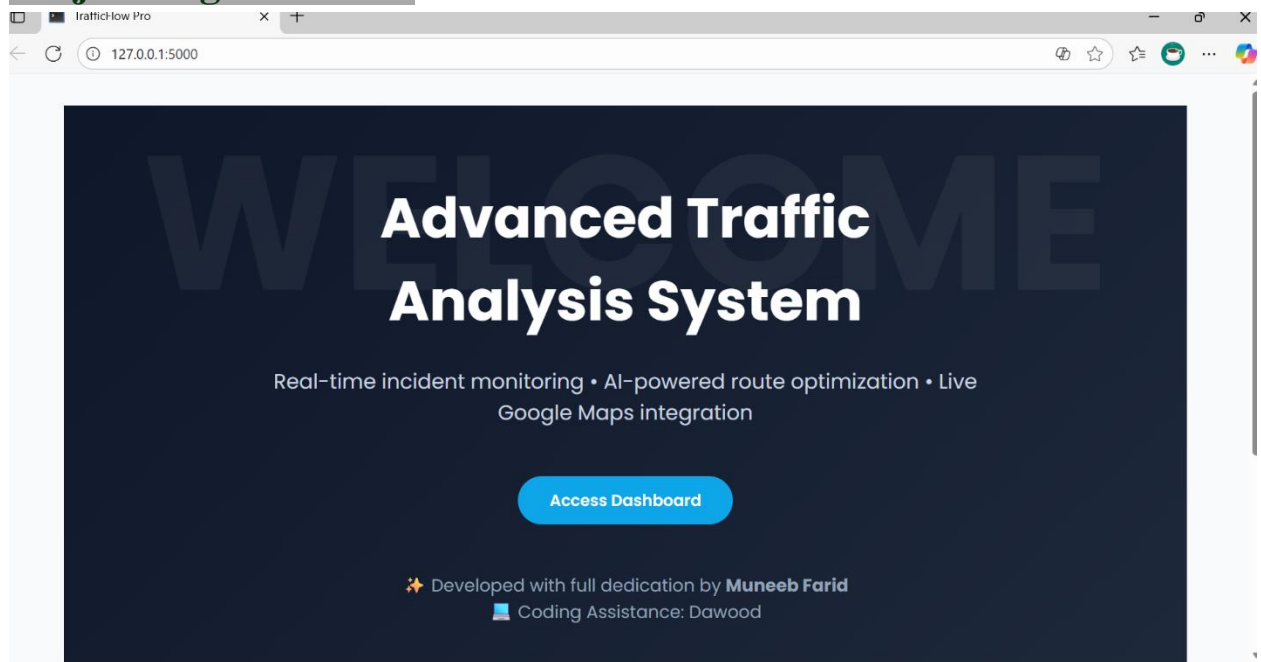 TrafficFlow Pro
127.0.0.1:5000
WELCOME
Advanced Traffic
Analysis System
Real-time incident monitoring • AI-powered route optimization • Live
Google Maps integration
Access Dashboard
✨ Developed with full dedication by Muneeb Farid
💻 Coding Assistance: Dawood